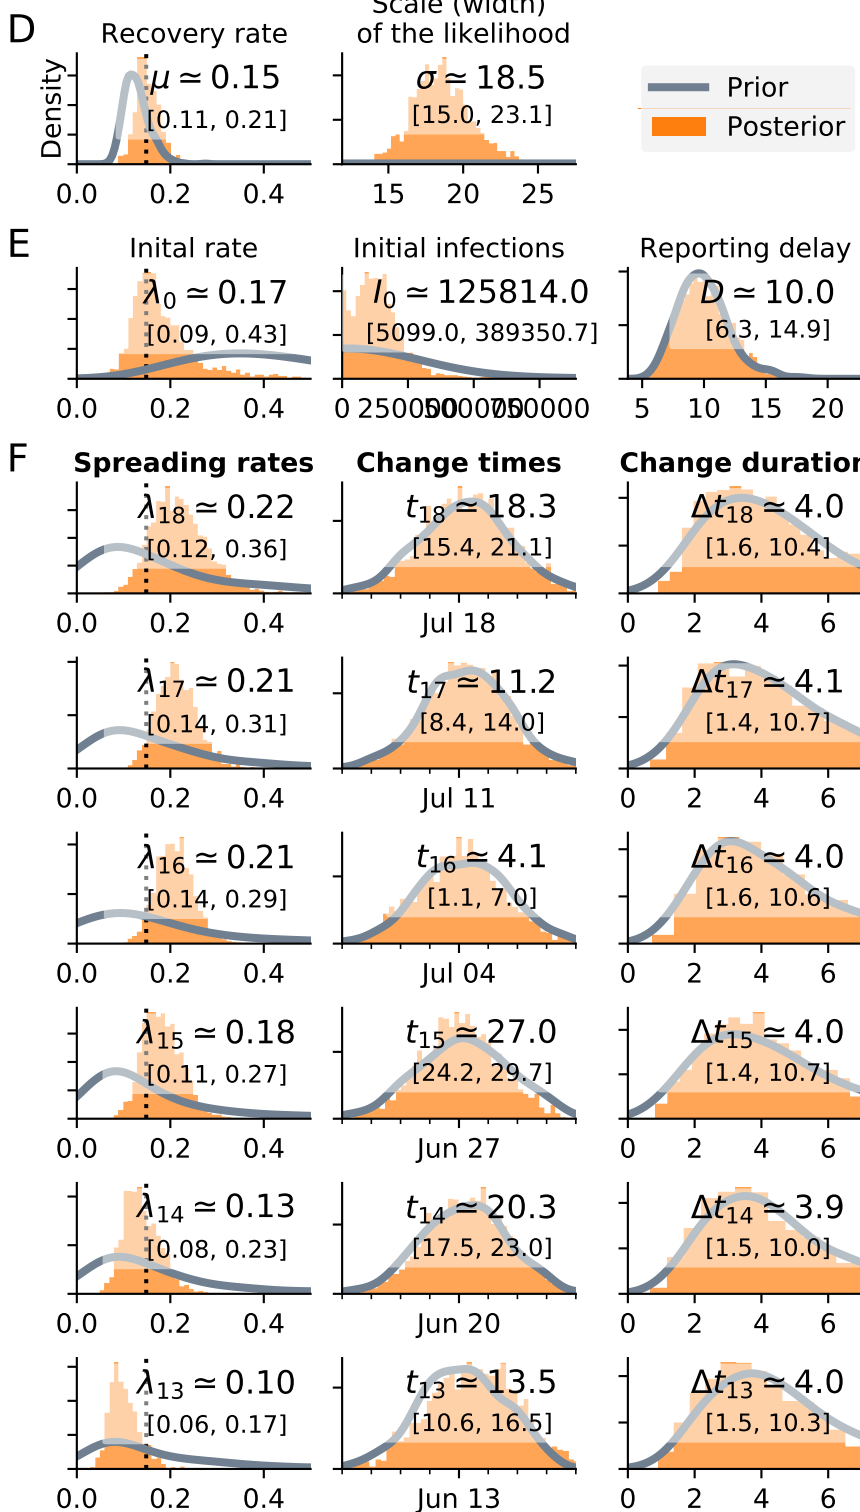 D
Scale (width)
Recovery rate
of the likelihood
Density
μ ≃ 0.15
[0.11, 0.21]
0.0 0.2 0.4
σ ≃ 18.5
[15.0, 23.1]
15 20 25
Prior
Posterior
E
Inital rate
Initial infections
Reporting delay
λ0 ≃ 0.17
[0.09, 0.43]
0.0 0.2 0.4
I0 ≃ 125814.0
[5099.0, 389350.7]
0 250000 500000 750000
D ≃ 10.0
[6.3, 14.9]
5 10 15 20
F
Spreading rates
Change times
Change duration
λ18 ≃ 0.22
[0.12, 0.36]
0.0 0.2 0.4
t18 ≃ 18.3
[15.4, 21.1]
Jul 18
Δt18 ≃ 4.0
[1.6, 10.4]
0 2 4 6
λ17 ≃ 0.21
[0.14, 0.31]
0.0 0.2 0.4
t17 ≃ 11.2
[8.4, 14.0]
Jul 11
Δt17 ≃ 4.1
[1.4, 10.7]
0 2 4 6
λ16 ≃ 0.21
[0.14, 0.29]
0.0 0.2 0.4
t16 ≃ 4.1
[1.1, 7.0]
Jul 04
Δt16 ≃ 4.0
[1.6, 10.6]
0 2 4 6
λ15 ≃ 0.18
[0.11, 0.27]
0.0 0.2 0.4
t15 ≃ 27.0
[24.2, 29.7]
Jun 27
Δt15 ≃ 4.0
[1.4, 10.7]
0 2 4 6
λ14 ≃ 0.13
[0.08, 0.23]
0.0 0.2 0.4
t14 ≃ 20.3
[17.5, 23.0]
Jun 20
Δt14 ≃ 3.9
[1.5, 10.0]
0 2 4 6
λ13 ≃ 0.10
[0.06, 0.17]
0.0 0.2 0.4
t13 ≃ 13.5
[10.6, 16.5]
Jun 13
Δt13 ≃ 4.0
[1.5, 10.3]
0 2 4 6